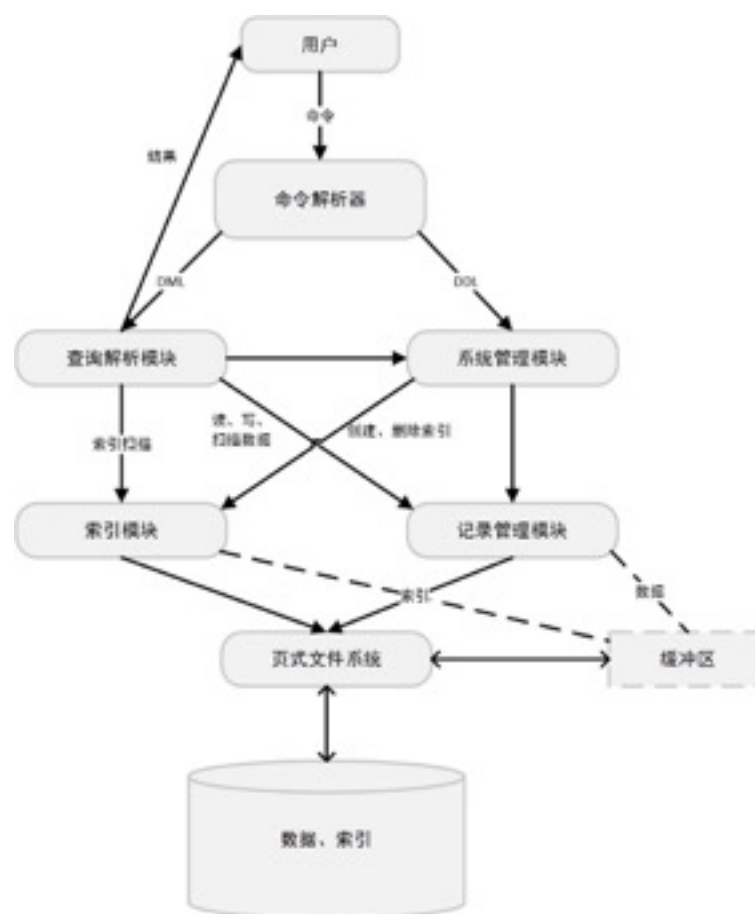 用户
命令
结果
命令解析器
DML
DDL
查询解析模块
系统管理模块
索引扫描
读、写、
扫描数据
创建、删除索引
索引模块
记录管理模块
索引
数据
页式文件系统
缓冲区
数据、索引